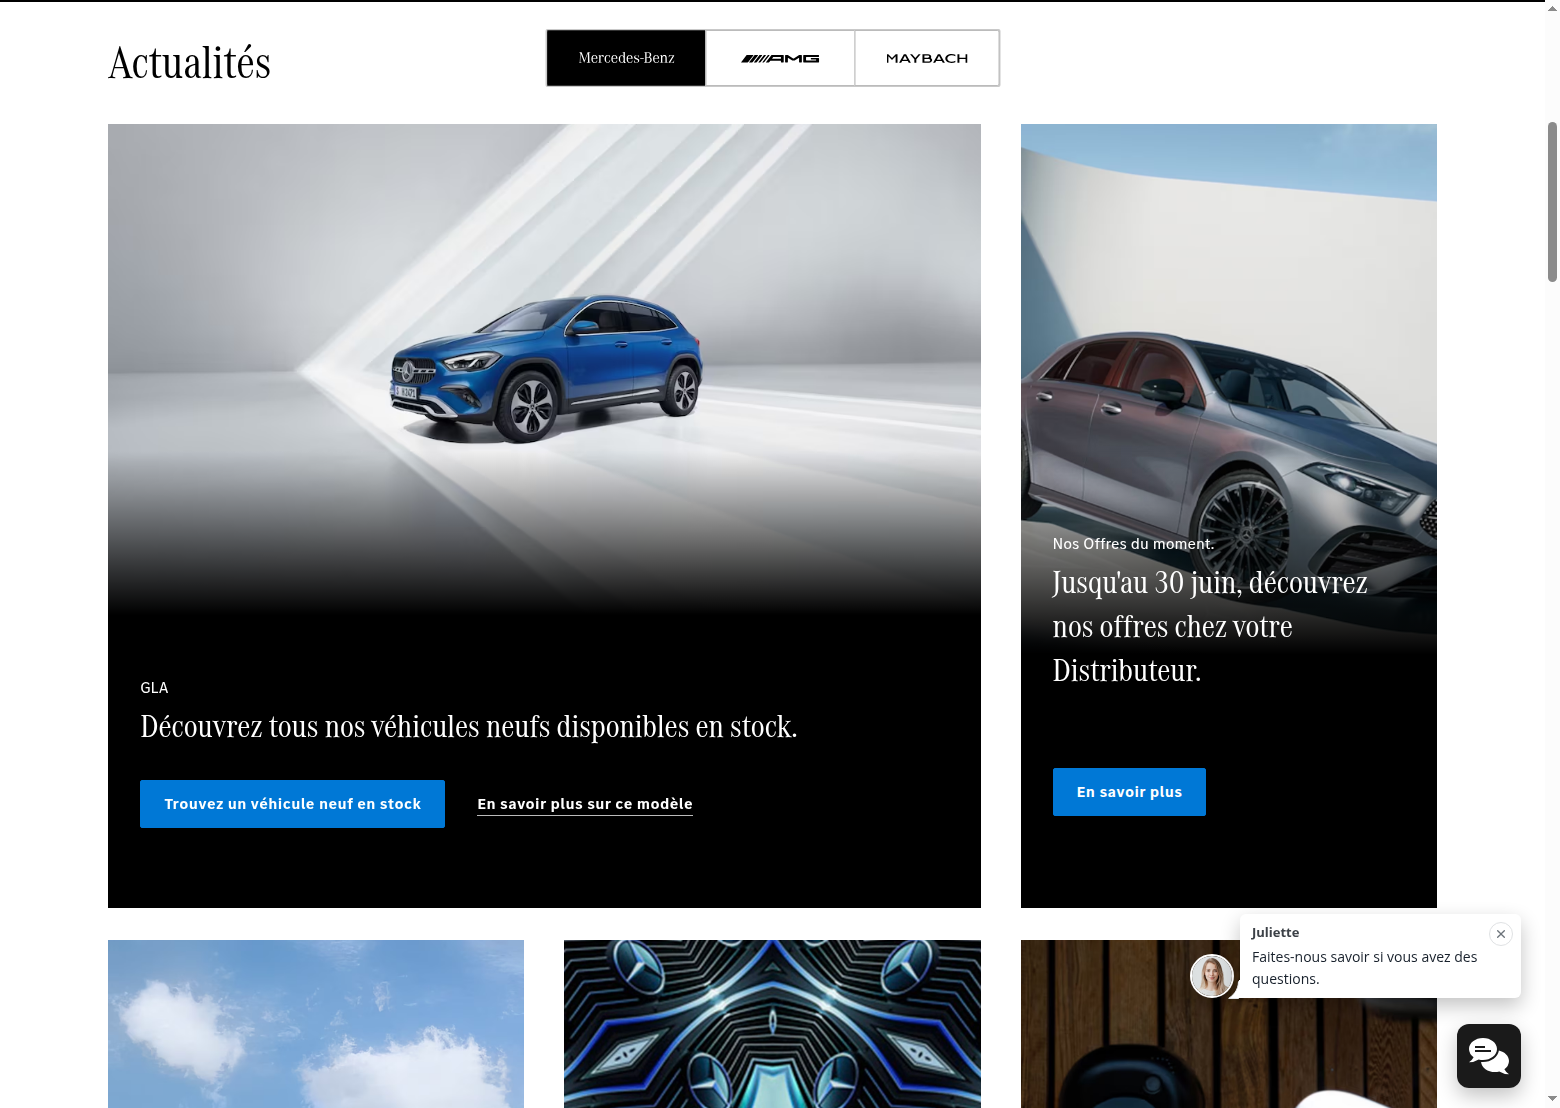 Actualités
Mercedes-Benz
AMG
MAYBACH
GLA
Découvrez tous nos véhicules neufs disponibles en stock.
Trouvez un véhicule neuf en stock
En savoir plus sur ce modèle
Nos Offres du moment.
Jusqu'au 30 juin, découvrez
nos offres chez votre
Distributeur.
En savoir plus
Juliette
Faites-nous savoir si vous avez des
questions.